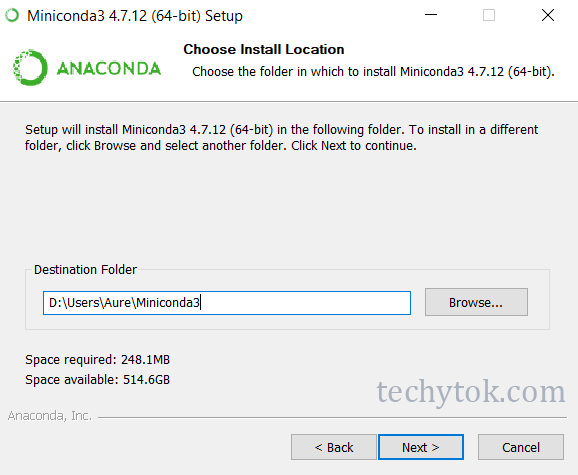 Miniconda3 4.7.12 (64-bit) Setup
ANACONDA
Choose Install Location
Choose the folder in which to install Miniconda3 4.7.12 (64-bit).
Setup will install Miniconda3 4.7.12 (64-bit) in the following folder. To install in a different
folder, click Browse and select another folder. Click Next to continue.
Destination Folder
D:\Users\Aure\Miniconda3
Browse...
Space required: 248.1MB
Space available: 514.6GB
techytok.com
Anaconda, Inc.
< Back
Next >
Cancel